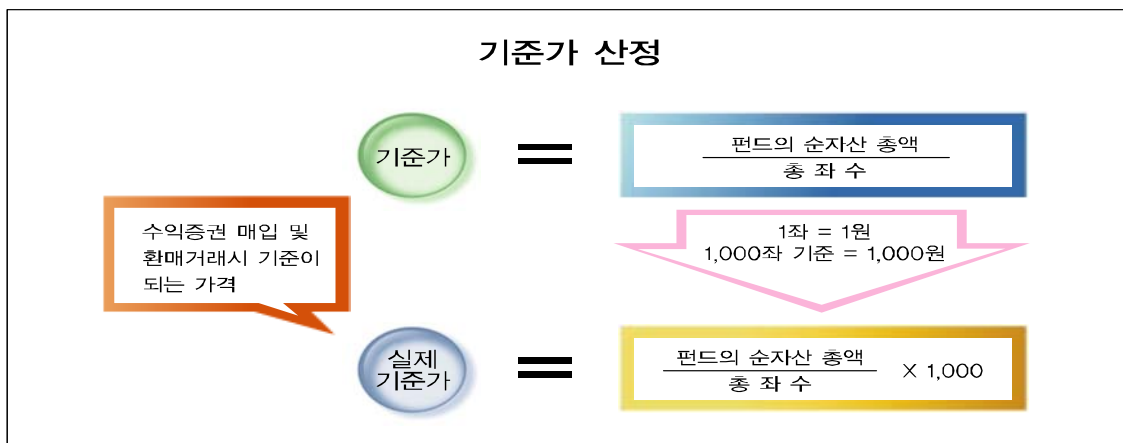 기준가 산정
기준가
=
펀드의 순자산 총액
총 좌 수
수익증권 매입 및
환매거래시 기준이
되는 가격
1좌 = 1원
1,000좌 기준 = 1,000원
실제
기준가
=
펀드의 순자산 총액
총 좌 수
× 1,000